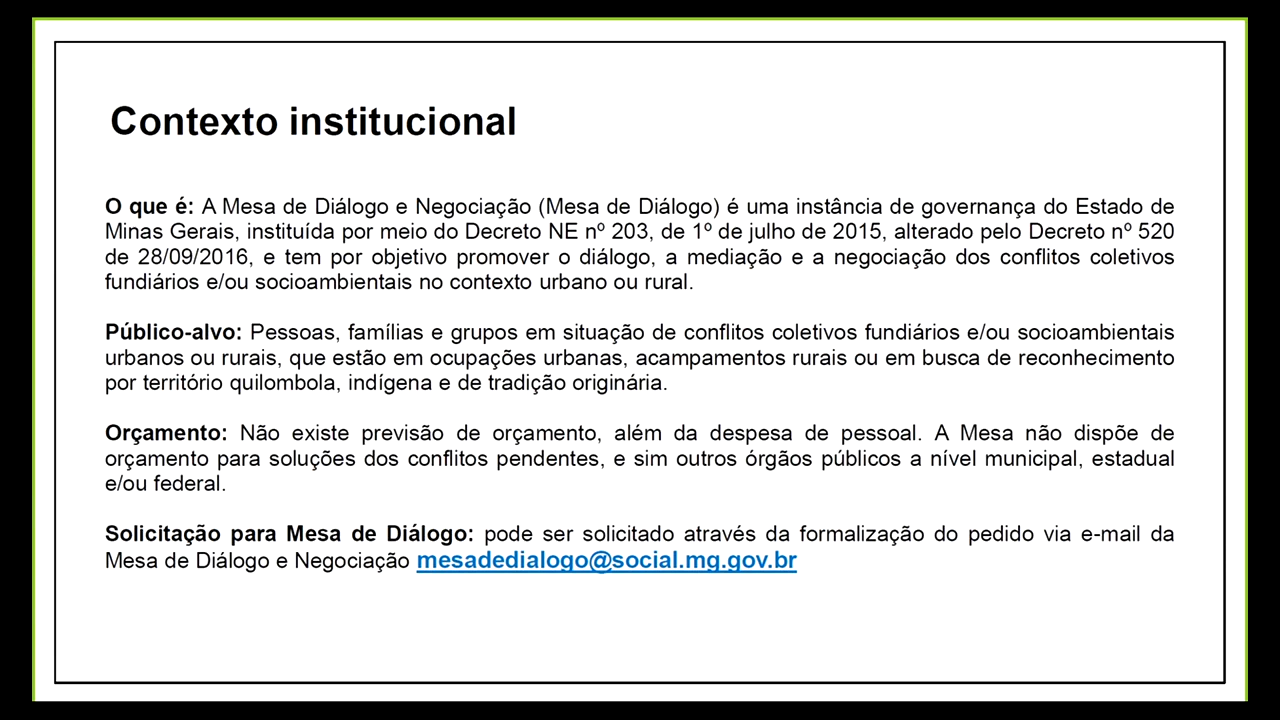 Contexto institucional
O que é: A Mesa de Diálogo e Negociação (Mesa de Diálogo) é uma instância de governança do Estado de
Minas Gerais, instituída por meio do Decreto NE nº 203, de 1º de julho de 2015, alterado pelo Decreto nº 520
de 28/09/2016, e tem por objetivo promover o diálogo, a mediação e a negociação dos conflitos coletivos
fundiários e/ou socioambientais no contexto urbano ou rural.
Público-alvo: Pessoas, famílias e grupos em situação de conflitos coletivos fundiários e/ou socioambientais
urbanos ou rurais, que estão em ocupações urbanas, acampamentos rurais ou em busca de reconhecimento
por território quilombola, indígena e de tradição originária.
Orçamento: Não existe previsão de orçamento, além da despesa de pessoal. A Mesa não dispõe de
orçamento para soluções dos conflitos pendentes, e sim outros órgãos públicos a nível municipal, estadual
e/ou federal.
Solicitação para Mesa de Diálogo: pode ser solicitado através da formalização do pedido via e-mail da
Mesa de Diálogo e Negociação mesadedialogo@social.mg.gov.br